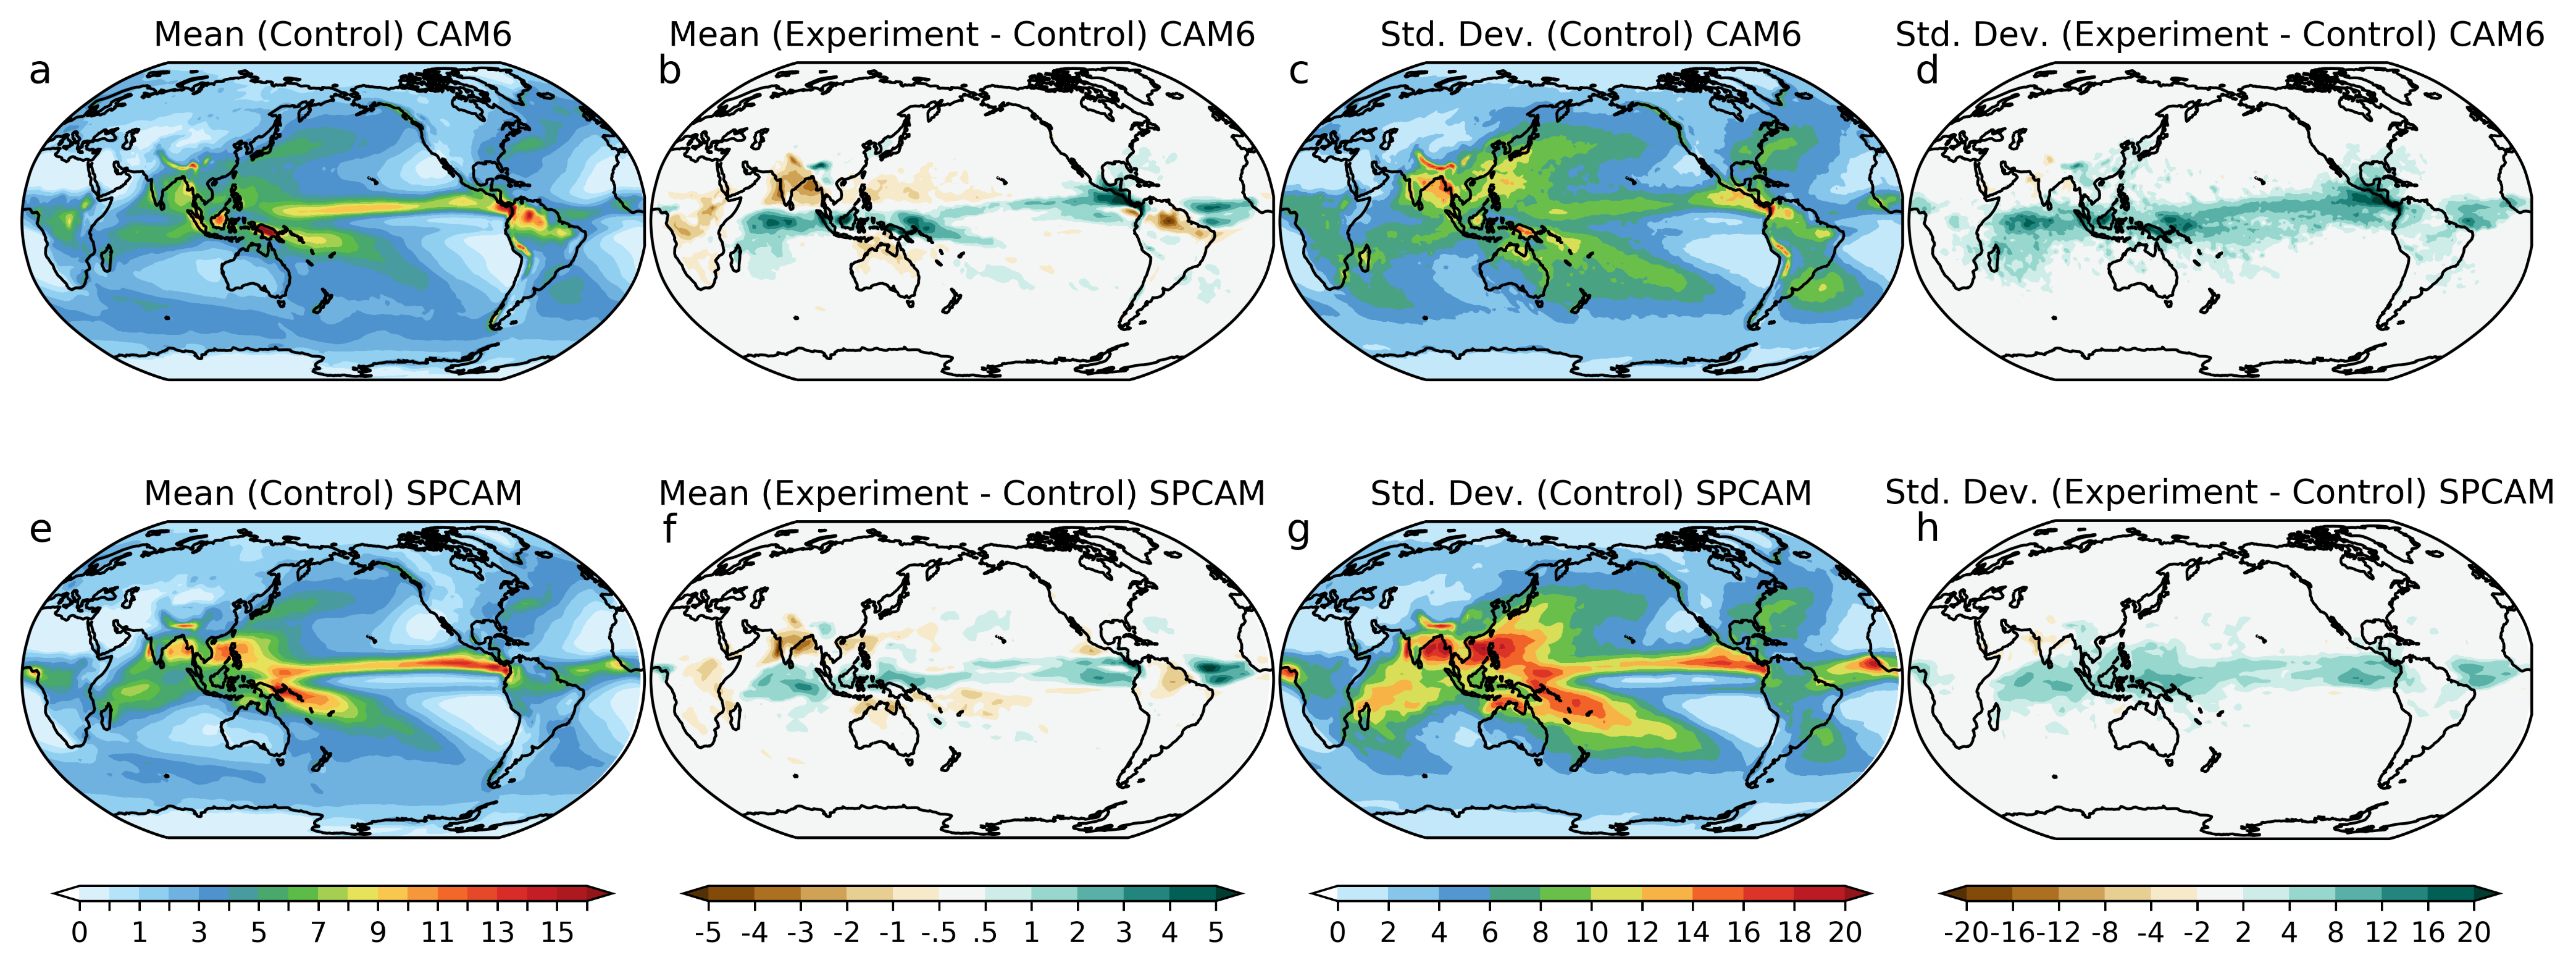 Mean (Control) CAM6
Mean (Experiment - Control) CAM6
Std. Dev. (Control) CAM6
Std. Dev. (Experiment - Control) CAM6
a
b
c
d
Mean (Control) SPCAM
Mean (Experiment - Control) SPCAM
Std. Dev. (Control) SPCAM
Std. Dev. (Experiment - Control) SPCAM
e
f
g
h
0 1 3 5 7 9 11 13 15
-5 -4 -3 -2 -1 -.5 .5 1 2 3 4 5
0 2 4 6 8 10 12 14 16 18 20
-20 -16 -12 -8 -4 -2 2 4 8 12 16 20